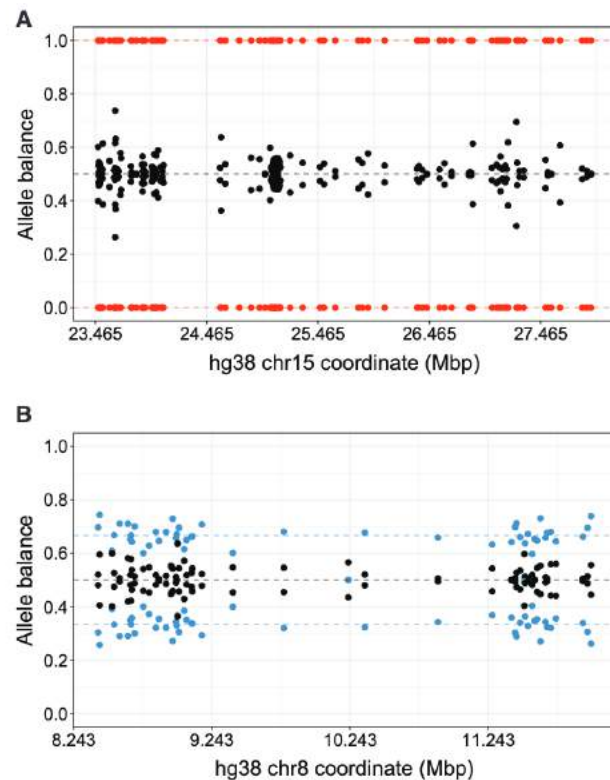 A
1.0
0.8
0.6
0.4
0.2
0.0
Allele balance
23.465 24.465 25.465 26.465 27.465
hg38 chr15 coordinate (Mbp)
B
1.0
0.8
0.6
0.4
0.2
0.0
Allele balance
8.243 9.243 10.243 11.243
hg38 chr8 coordinate (Mbp)